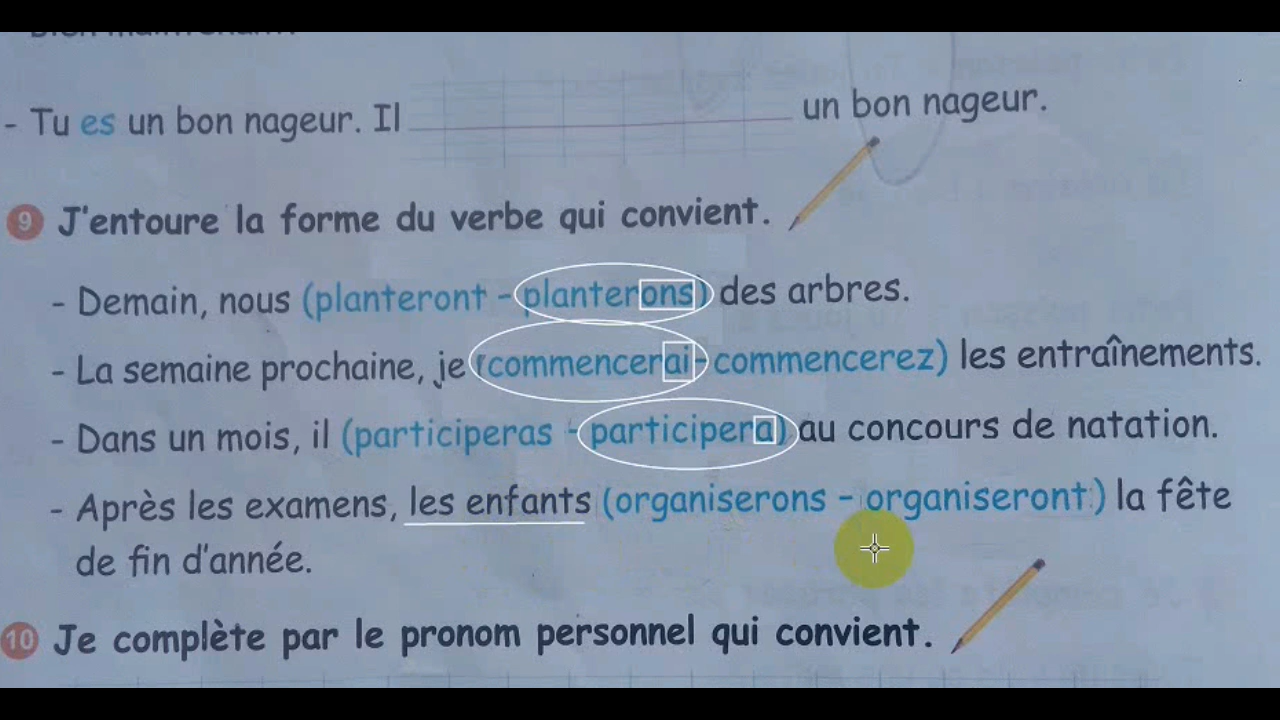 - Tu es un bon nageur. Il un bon nageur.
9 J'entoure la forme du verbe qui convient.
- Demain, nous (planteront - planterons) des arbres.
- La semaine prochaine, je (commencerai - commencerez) les entraînements.
- Dans un mois, il (participeras - participera) au concours de natation.
- Après les examens, les enfants (organiserons - organiseront) la fête
de fin d'année.
10 Je complète par le pronom personnel qui convient.